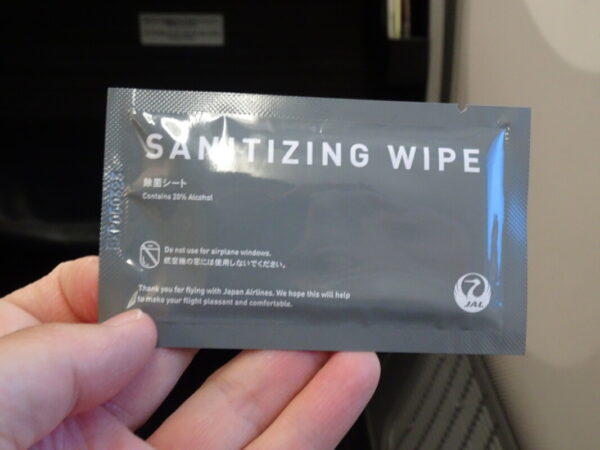 SANITIZING WIPE
除菌シート
Contains 20% Alcohol
Do not use for airplane windows.
航空機の窓には使用しないでください。
Thank you for flying with Japan Airlines. We hope this will help
to make your flight pleasant and comfortable.
JAL